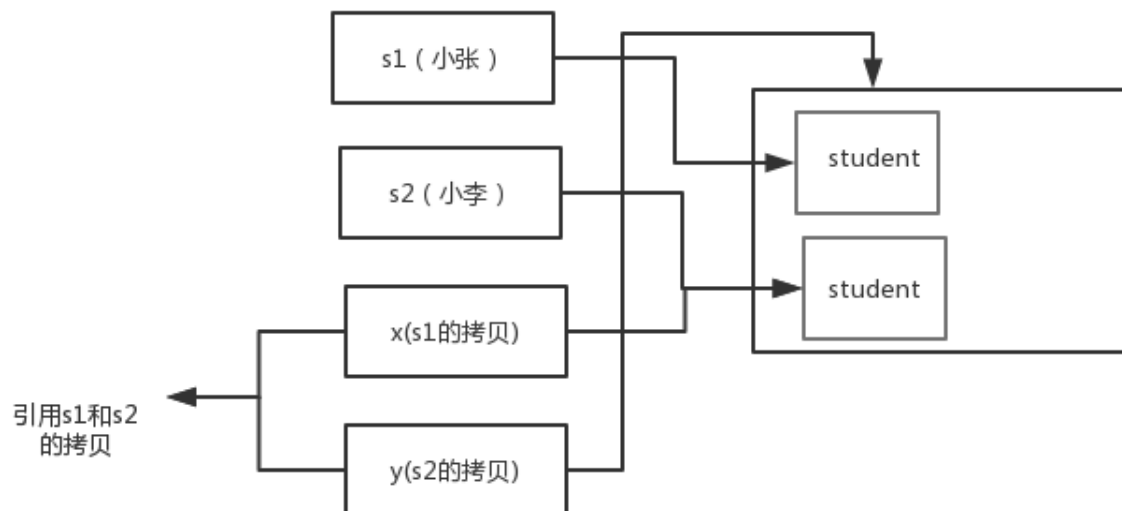 s1（小张）
student
s2（小李）
student
x(s1的拷贝)
引用s1和s2
的拷贝
y(s2的拷贝)